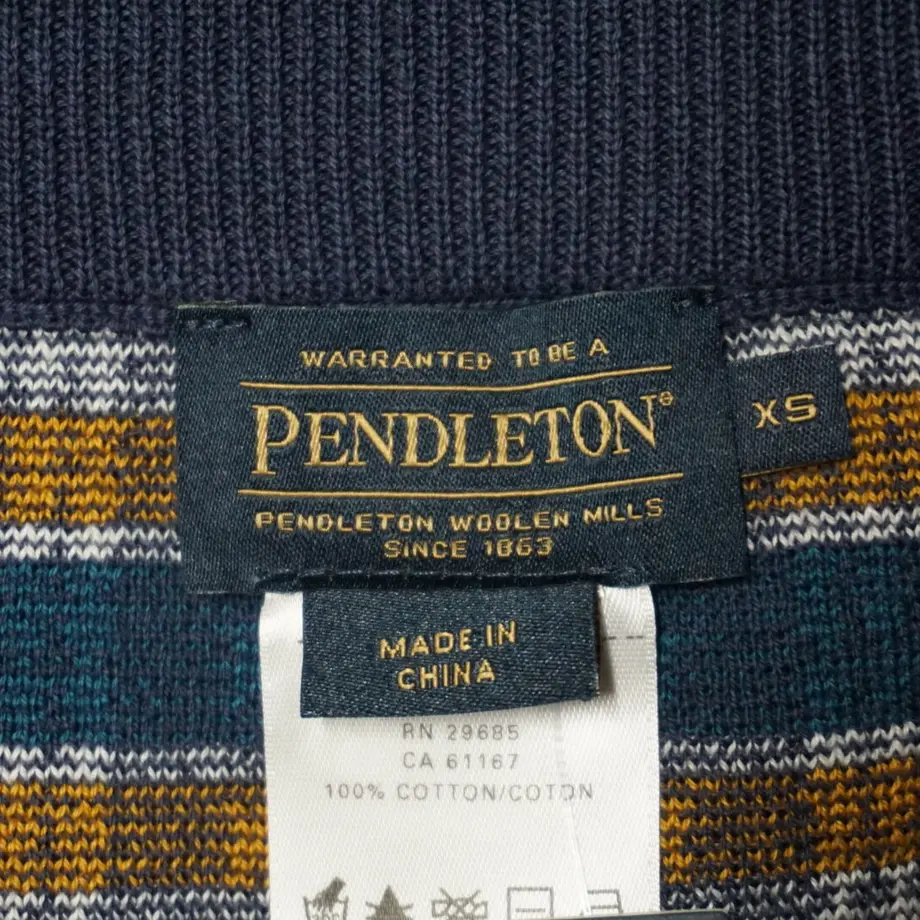 WARRANTED TO BE A
PENDLETON®
XS
PENDLETON WOOLEN MILLS
SINCE 1863
MADE IN
CHINA
RN 29685
CA 61167
100% COTTON/COTON